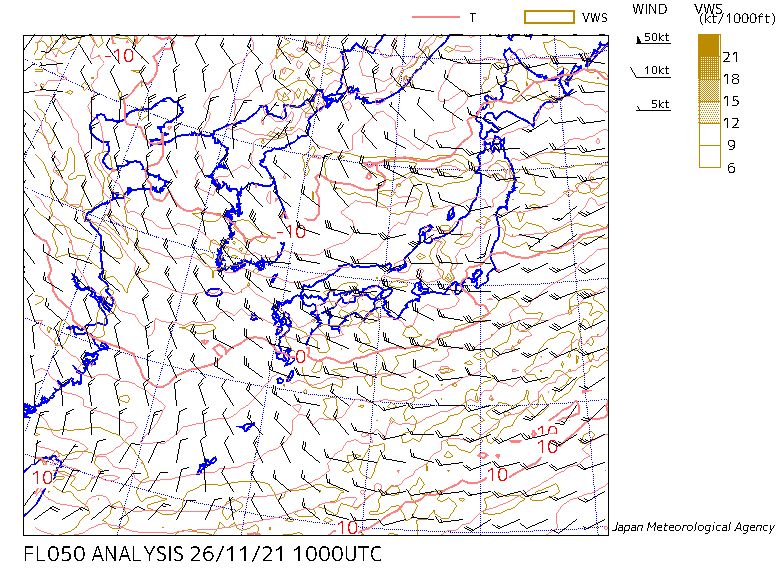 T
VWS
WIND
VWS
(kt/1000ft)
50kt
10kt
5kt
21
18
15
12
9
6
-10
-10
10
10
10
10
10
Japan Meteorological Agency
FL050 ANALYSIS 26/11/21 1000UTC